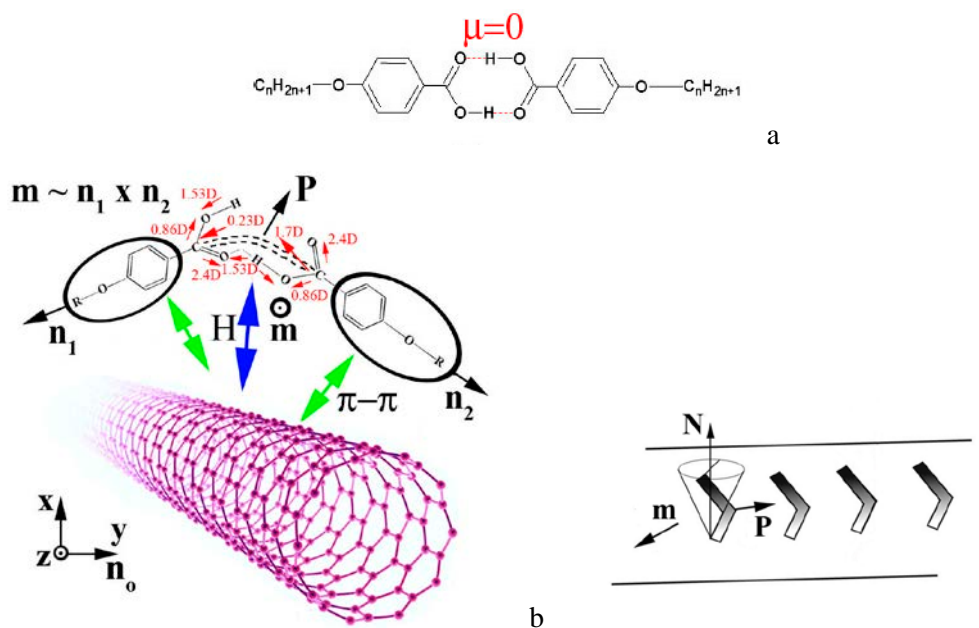 μ=0
O H O
CnH2n+1 O O CnH2n+1
O H O
a
m ~ n1 x n2
P
1.53D
O H
0.86D
0.23D
1.7D
O
2.4D
C
O
H
O
C
2.4D
1.53D
0.86D
R O
O R
n1
H
m
n2
π–π
x
y
z
no
b
N
m
P